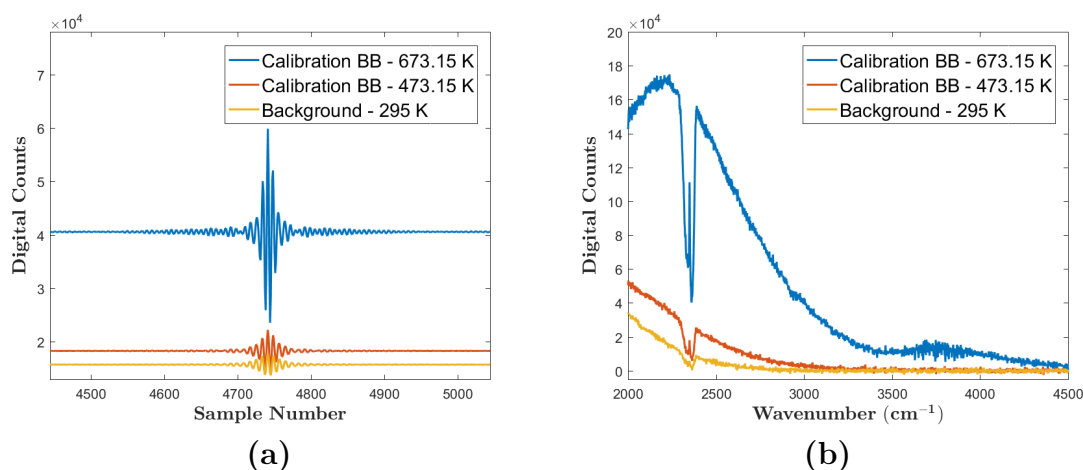 ×10⁴
7
6
5
4
3
2
4500 4600 4700 4800 4900 5000
Digital Counts
Sample Number
Calibration BB - 673.15 K
Calibration BB - 473.15 K
Background - 295 K
(a)
×10⁴
20
18
16
14
12
10
8
6
4
2
0
2000 2500 3000 3500 4000 4500
Digital Counts
Wavenumber (cm⁻¹)
Calibration BB - 673.15 K
Calibration BB - 473.15 K
Background - 295 K
(b)